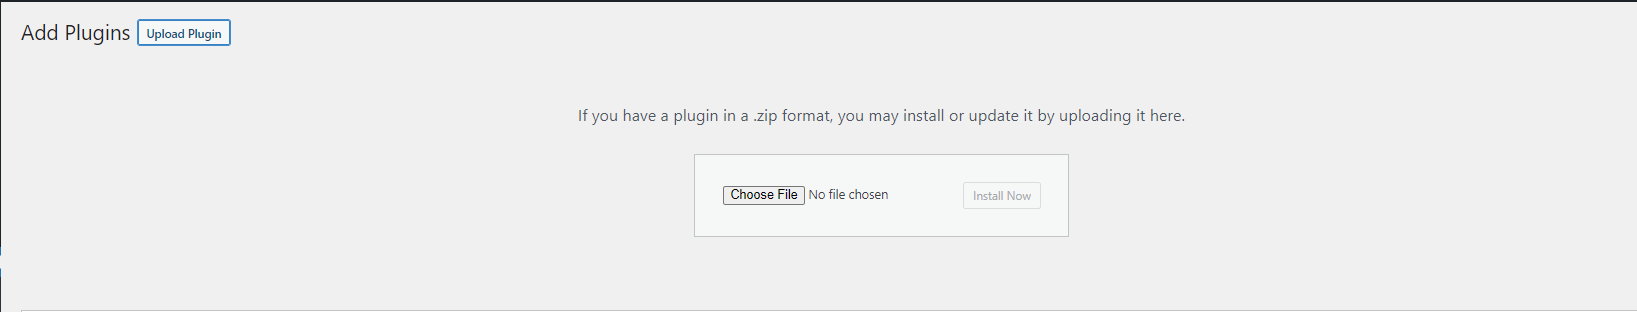 Add Plugins Upload Plugin
If you have a plugin in a .zip format, you may install or update it by uploading it here.
Choose File No file chosen Install Now